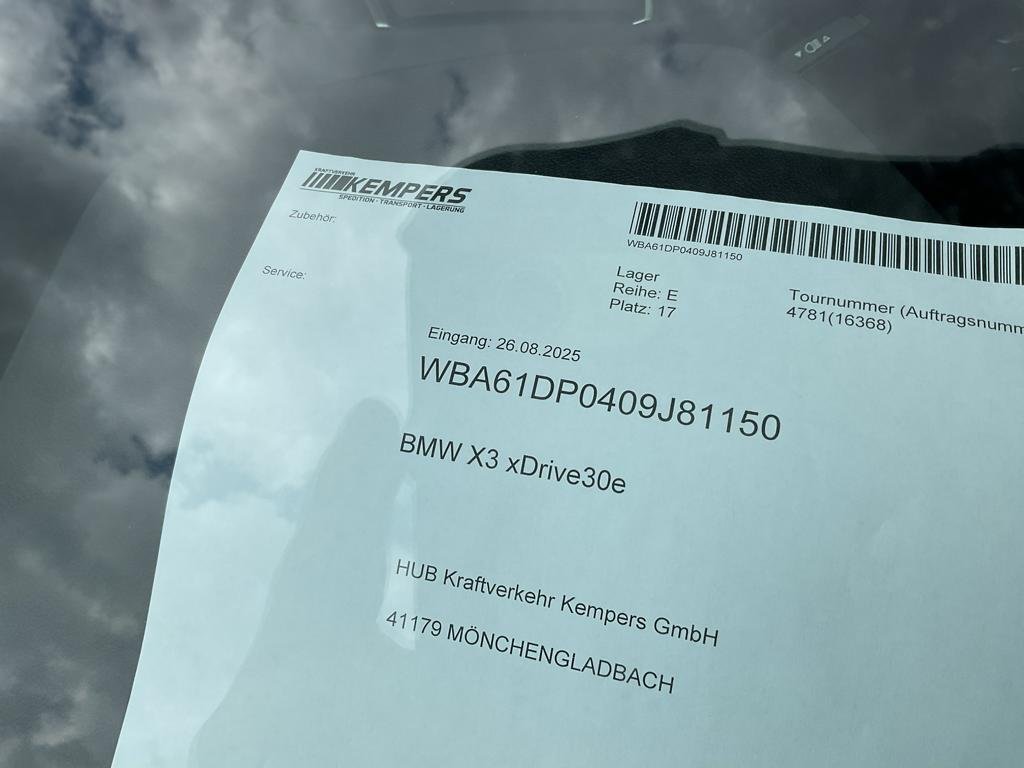 KRAFTVERKEHR
KEMPERS
SPEDITION - TRANSPORT - LAGERUNG
Zubehör:
Service:
WBA61DP0409J81150
Lager
Reihe: E
Platz: 17
Tournummer (Auftragsnumm
4781(16368)
Eingang: 26.08.2025
WBA61DP0409J81150
BMW X3 xDrive30e
HUB Kraftverkehr Kempers GmbH
41179 MÖNCHENGLADBACH